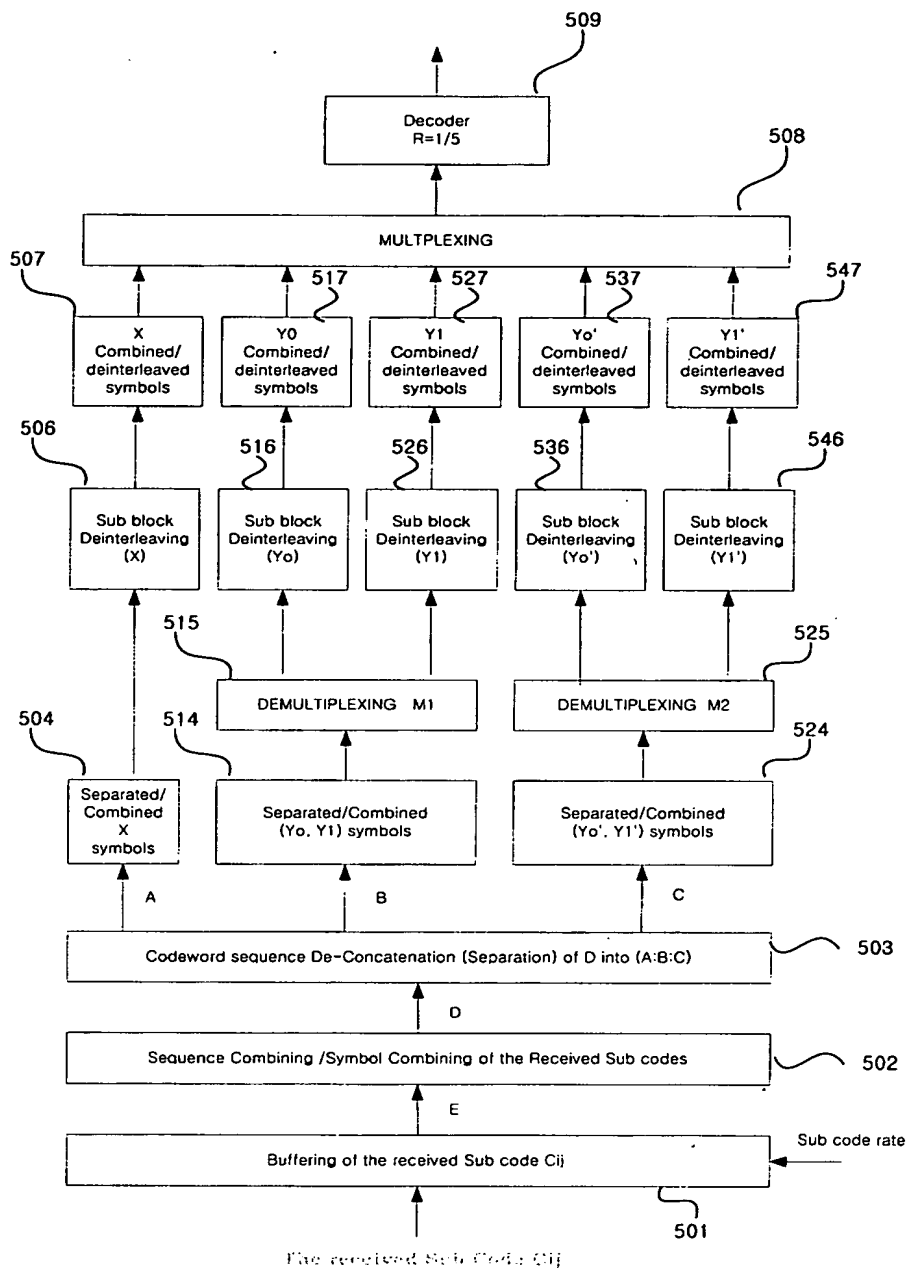 509
Decoder
R=1/5
508
MULTPLEXING
507
517
527
537
547
X
Combined/
deinterleaved
symbols
Y0
Combined/
deinterleaved
symbols
Y1
Combined/
deinterleaved
symbols
Yo'
Combined/
deinterleaved
symbols
Y1'
Combined/
deinterleaved
symbols
506
516
526
536
546
Sub block
Deinterleaving
(X)
Sub block
Deinterleaving
(Yo)
Sub block
Deinterleaving
(Y1)
Sub block
Deinterleaving
(Yo')
Sub block
Deinterleaving
(Y1')
515
525
DEMULTIPLEXING M1
DEMULTIPLEXING M2
504
514
524
Separated/
Combined
X
symbols
Separated/Combined
(Yo, Y1) symbols
Separated/Combined
(Yo', Y1') symbols
A
B
C
Codeword sequence De-Concatenation (Separation) of D into (A:B:C)
503
D
Sequence Combining /Symbol Combining of the Received Sub codes
502
E
Sub code rate
Buffering of the received Sub code Cij
501
The received Sub Code Cij